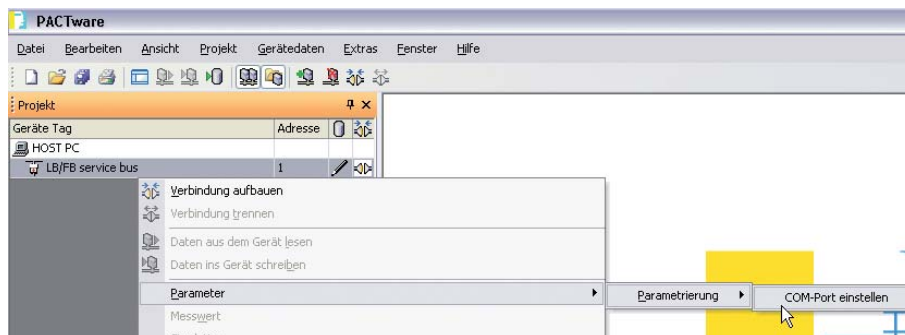 PACTware
Datei Bearbeiten Ansicht Projekt Gerätedaten Extras Fenster Hilfe
Projekt
Geräte Tag Adresse
HOST PC
LB/FB service bus 1
Verbindung aufbauen
Verbindung trennen
Daten aus dem Gerät lesen
Daten ins Gerät schreiben
Parameter
Parametrierung
COM-Port einstellen
Messwert